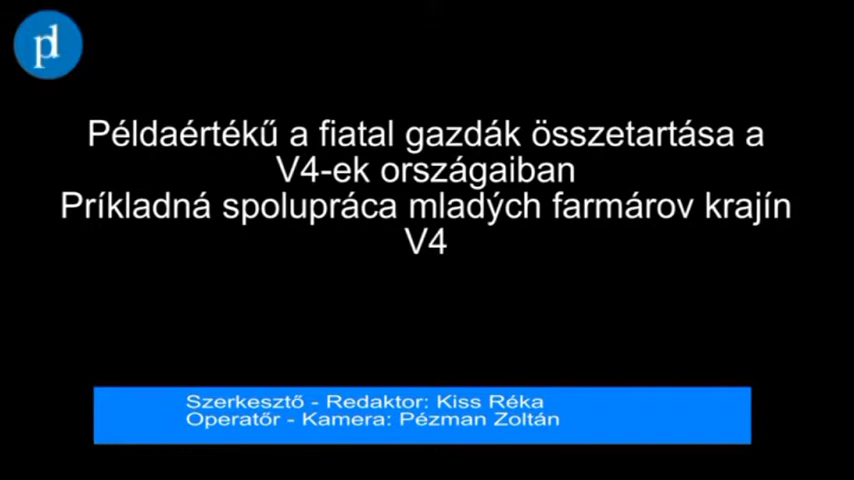 pd
Példaértékű a fiatal gazdák összetartása a
V4-ek országaiban
Príkladná spolupráca mladých farmárov krajín
V4
Szerkesztő - Redaktor: Kiss Réka
Operatőr - Kamera: Pézman Zoltán